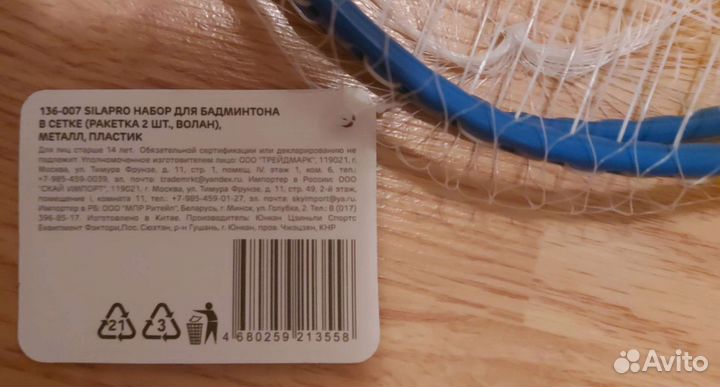 136-007 SILAPRO НАБОР ДЛЯ БАДМИНТОНА
В СЕТКЕ (РАКЕТКА 2 ШТ., ВОЛАН),
МЕТАЛЛ, ПЛАСТИК
Для лиц старше 14 лет. Обязательной сертификации или декларированию не
подлежит. Уполномоченное изготовителем лицо: ООО "ТРЕЙДМАРК", 119021, г.
Москва, ул. Тимура Фрунзе, д. 11, стр. 1, помещ. IV этаж 1, ком. 6, тел.:
+7-985-459-0039, эл. почта: trademrkt@yandex.ru. Импортер в России: ООО
"СКАЙ ИМПОРТ", 119021, г. Москва, ул. Тимура Фрунзе, д. 11, стр. 49, 2-й этаж,
помещение I, комната 11, тел.: +7-985-459-01-27, эл. почта: skyimport@ya.ru.
Импортер в РБ: ООО "МПР Ритейл", Беларусь, г. Минск, ул. Голубка, 2. Тел.: 8 (017)
396-85-17. Изготовлено в Китае. Производитель: Юнкан Цзиньли Спортс
Еквипмент Фэктори, Пос. Сюэтан, р-н Гушань, г. Юнкан, пров. Чжэцзян, КНР
21 3
4 680259 213558
Avito